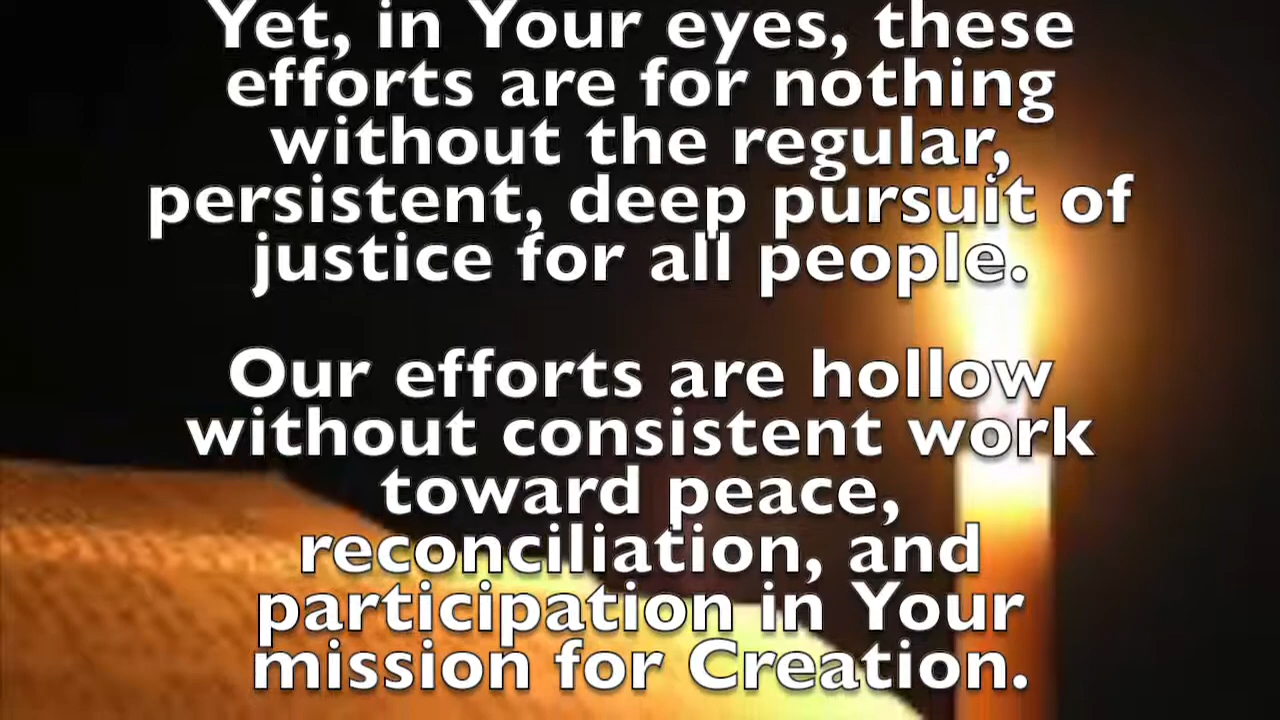 Yet, in Your eyes, these
efforts are for nothing
without the regular,
persistent, deep pursuit of
justice for all people.
Our efforts are hollow
without consistent work
toward peace,
reconciliation, and
participation in Your
mission for Creation.